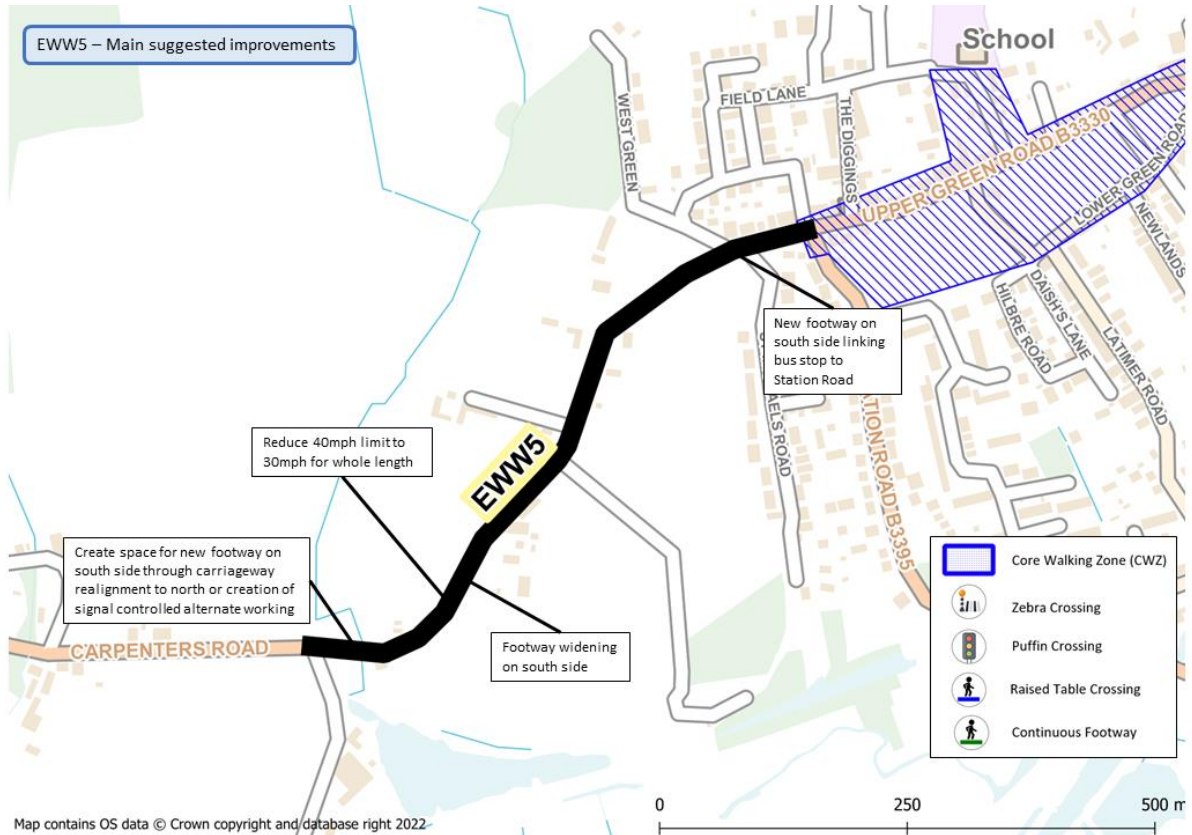 EWW5 – Main suggested improvements
School
FIELD LANE
WEST GREEN
THE DIGGINGS
UPPER GREEN ROAD B3330
LOWER GREEN ROAD
NEWLANDS
DAISH'S LANE
HILBRE ROAD
LATIMER ROAD
New footway on
south side linking
bus stop to
Station Road
AELS ROAD
ATION ROAD B3395
Reduce 40mph limit to
30mph for whole length
EWW5
Create space for new footway on
south side through carriageway
realignment to north or creation of
signal controlled alternate working
CARPENTERS ROAD
Footway widening
on south side
Core Walking Zone (CWZ)
Zebra Crossing
Puffin Crossing
Raised Table Crossing
Continuous Footway
0 250 500 m
Map contains OS data © Crown copyright and database right 2022